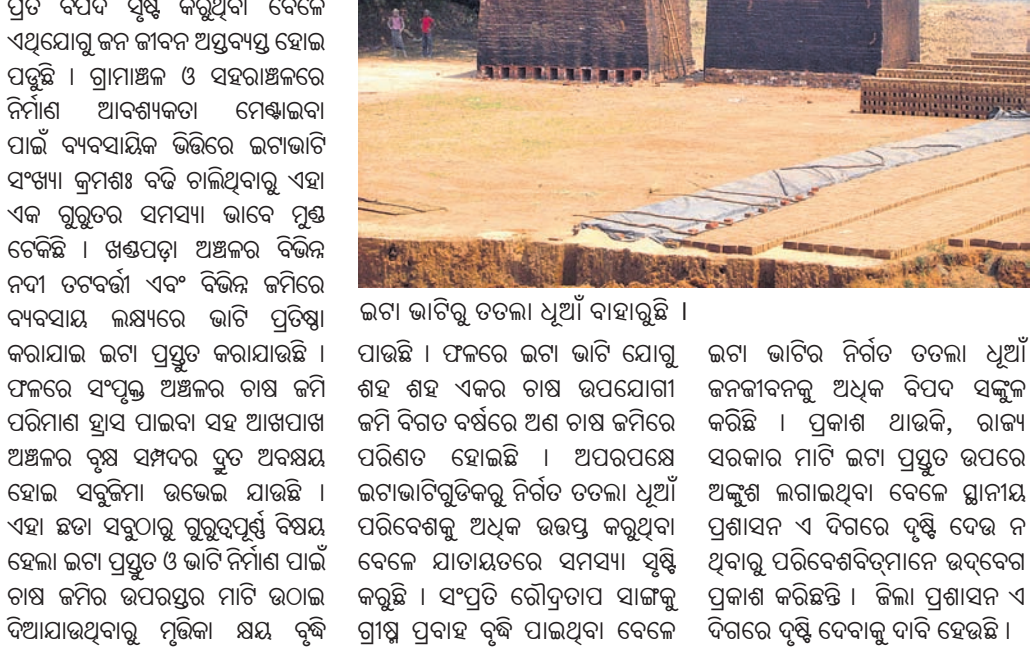 ପ୍ରତି ବିପଦ ସୃଷ୍ଟି କରୁଥିବା ବେଳେ
ଏଥିଯୋଗୁ ଜନ ଜୀବନ ଅସ୍ତବ୍ୟସ୍ତ ହୋଇ
ପଡୁଛି । ଗ୍ରାମାଞ୍ଚଳ ଓ ସହରାଞ୍ଚଳରେ
ନିର୍ମାଣ ଆବଶ୍ୟକତା ମେଣ୍ଟାଇବା
ପାଇଁ ବ୍ୟବସାୟିକ ଭିତ୍ତିରେ ଇଟାଭାଟି
ସଂଖ୍ୟା କ୍ରମଶଃ ବଢି ଚାଲିଥିବାରୁ ଏହା
ଏକ ଗୁରୁତର ସମସ୍ୟା ଭାବେ ମୁଣ୍ଡ
ଟେକିଛି । ଖଣ୍ଡପଡ଼ା ଅଞ୍ଚଳର ବିଭିନ୍ନ
ନଦୀ ତଟବର୍ତ୍ତୀ ଏବଂ ବିଭିନ୍ନ ଜମିରେ
ବ୍ୟବସାୟ ଲକ୍ଷ୍ୟରେ ଭାଟି ପ୍ରତିଷ୍ଠା
କରାଯାଇ ଇଟା ପ୍ରସ୍ତୁତ କରାଯାଉଛି ।
ଫଳରେ ସଂପୃକ୍ତ ଅଞ୍ଚଳର ଚାଷ ଜମି
ପରିମାଣ ହ୍ରାସ ପାଇବା ସହ ଆଖପାଖ
ଅଞ୍ଚଳର ବୃକ୍ଷ ସମ୍ପଦର ଦ୍ରୁତ ଅବକ୍ଷୟ
ହୋଇ ସବୁଜିମା ଉଭେଇ ଯାଉଛି ।
ଏହା ଛଡା ସବୁଠାରୁ ଗୁରୁତ୍ୱପୂର୍ଣ୍ଣ ବିଷୟ
ହେଲା ଇଟା ପ୍ରସ୍ତୁତ ଓ ଭାଟି ନିର୍ମାଣ ପାଇଁ
ଚାଷ ଜମିର ଉପରସ୍ତର ମାଟି ଉଠାଇ
ଦିଆଯାଉଥିବାରୁ ମୃତ୍ତିକା କ୍ଷୟ ବୃଦ୍ଧି
ଇଟା ଭାଟିରୁ ତତଲା ଧୂଆଁ ବାହାରୁଛି ।
ପାଉଛି । ଫଳରେ ଇଟା ଭାଟି ଯୋଗୁ
ଶହ ଶହ ଏକର ଚାଷ ଉପଯୋଗୀ
ଜମି ବିଗତ ବର୍ଷରେ ଅଣ ଚାଷ ଜମିରେ
ପରିଣତ ହୋଇଛି । ଅପରପକ୍ଷେ
ଇଟାଭାଟିଗୁଡିକରୁ ନିର୍ଗତ ତତଲା ଧୂଆଁ
ପରିବେଶକୁ ଅଧିକ ଉତ୍ତପ୍ତ କରୁଥିବା
ବେଳେ ଯାତାୟତରେ ସମସ୍ୟା ସୃଷ୍ଟି
କରୁଛି । ସଂପ୍ରତି ରୌଦ୍ରତାପ ସାଙ୍ଗକୁ
ଗ୍ରୀଷ୍ମ ପ୍ରବାହ ବୃଦ୍ଧି ପାଇଥିବା ବେଳେ
ଇଟା ଭାଟିର ନିର୍ଗତ ତତଲା ଧୂଆଁ
ଜନଜୀବନକୁ ଅଧିକ ବିପଦ ସଙ୍କୁଳ
କରିଛି । ପ୍ରକାଶ ଥାଉକି, ରାଜ୍ୟ
ସରକାର ମାଟି ଇଟା ପ୍ରସ୍ତୁତ ଉପରେ
ଅଙ୍କୁଶ ଲଗାଇଥିବା ବେଳେ ସ୍ଥାନୀୟ
ପ୍ରଶାସନ ଏ ଦିଗରେ ଦୃଷ୍ଟି ଦେଉ ନ
ଥିବାରୁ ପରିବେଶବିତ୍‌ମାନେ ଉଦ୍‌ବେଗ
ପ୍ରକାଶ କରିଛନ୍ତି । ଜିଲା ପ୍ରଶାସନ ଏ
ଦିଗରେ ଦୃଷ୍ଟି ଦେବାକୁ ଦାବି ହେଉଛି ।